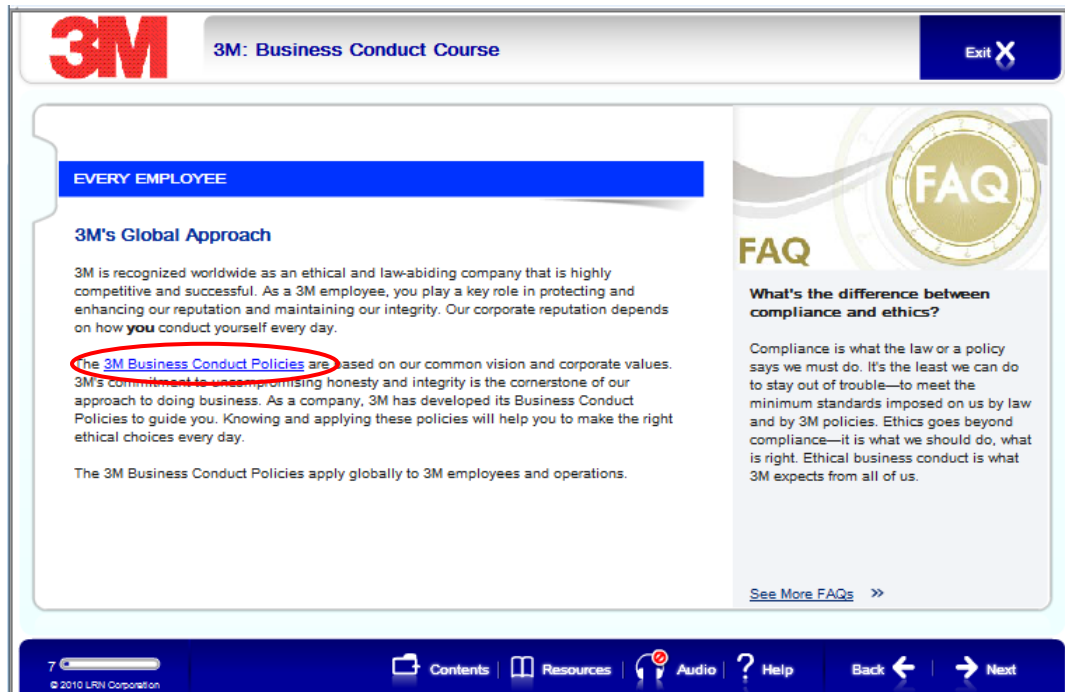 3M
3M: Business Conduct Course
Exit X
EVERY EMPLOYEE
3M's Global Approach
3M is recognized worldwide as an ethical and law-abiding company that is highly
competitive and successful. As a 3M employee, you play a key role in protecting and
enhancing our reputation and maintaining our integrity. Our corporate reputation depends
on how you conduct yourself every day.
The 3M Business Conduct Policies are based on our common vision and corporate values.
3M's commitment to uncompromising honesty and integrity is the cornerstone of our
approach to doing business. As a company, 3M has developed its Business Conduct
Policies to guide you. Knowing and applying these policies will help you to make the right
ethical choices every day.
The 3M Business Conduct Policies apply globally to 3M employees and operations.
FAQ
FAQ
What's the difference between
compliance and ethics?
Compliance is what the law or a policy
says we must do. It's the least we can do
to stay out of trouble—to meet the
minimum standards imposed on us by law
and by 3M policies. Ethics goes beyond
compliance—it is what we should do, what
is right. Ethical business conduct is what
3M expects from all of us.
See More FAQs »
7
© 2010 LRN Corporation
Contents | Resources | Audio | ? Help
Back | Next